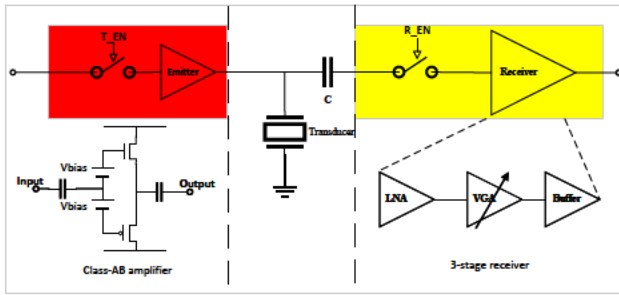 T_EN
R_EN
Emitter
Receiver
C
Transducer
Vbias
Input
Output
Vbias
LNA
VGA
Buffer
Class-AB amplifier
3-stage receiver